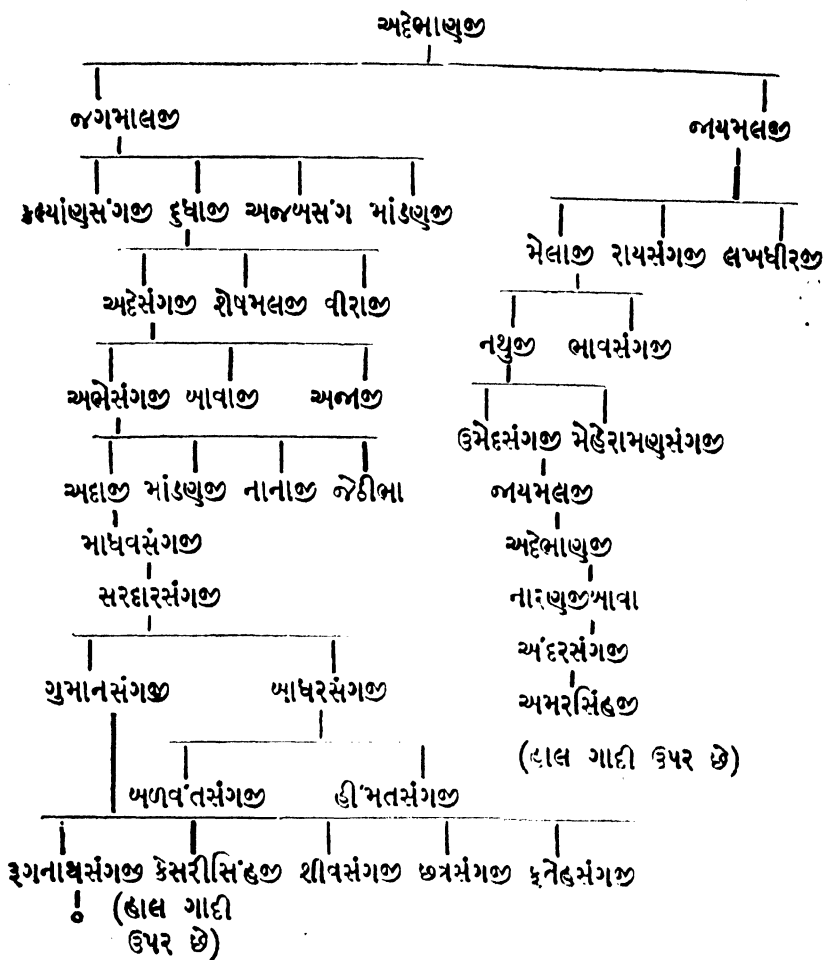 અદેભાણજી
જગમાલજી જાયમલજી
કલ્યાંણસંગજી દુધાજી અજબસંગ માંડણજી
મેલાજી રાયસંગજી લખધીરજી
અદેસંગજી શેષમલજી વીરાજી
નથુજી ભાવસંગજી
અભેસંગજી બાવાજી અજાજી
ઉમેદસંગજી મેહેરામણસંગજી
અદાજી માંડણજી નાનાજી જેઠીભા
જાયમલજી
માધવસંગજી
અદેભાણજી
સરદારસંગજી
નારણજીબાવા
અંદરસંગજી
ગુમાનસંગજી બાધરસંગજી
અમરસિંહજી
(હાલ ગાદી ઉપર છે)
બળવંતસંગજી હીંમતસંગજી
રૂગનાથસંગજી કેસરીસિંહજી શીવસંગજી છત્રસંગજી ફતેહસંગજી
(હાલ ગાદી
ઉપર છે)